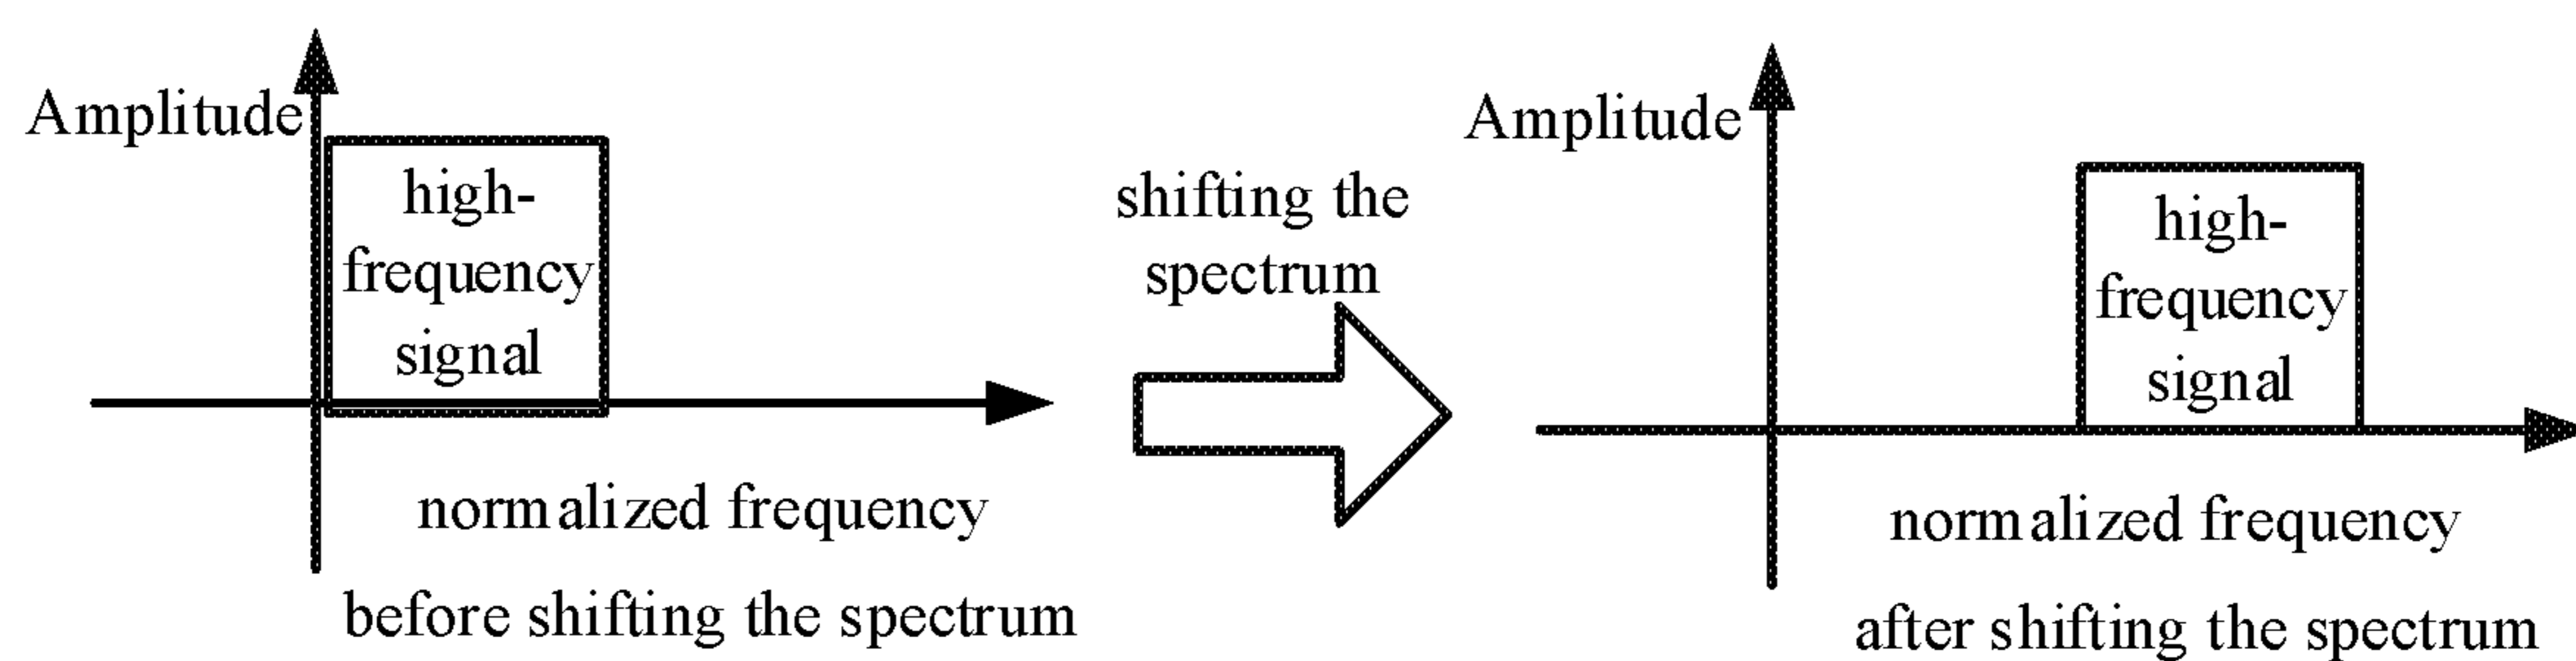 Amplitude
high-
frequency
signal
normalized frequency
before shifting the spectrum
shifting the
spectrum
Amplitude
high-
frequency
signal
normalized frequency
after shifting the spectrum